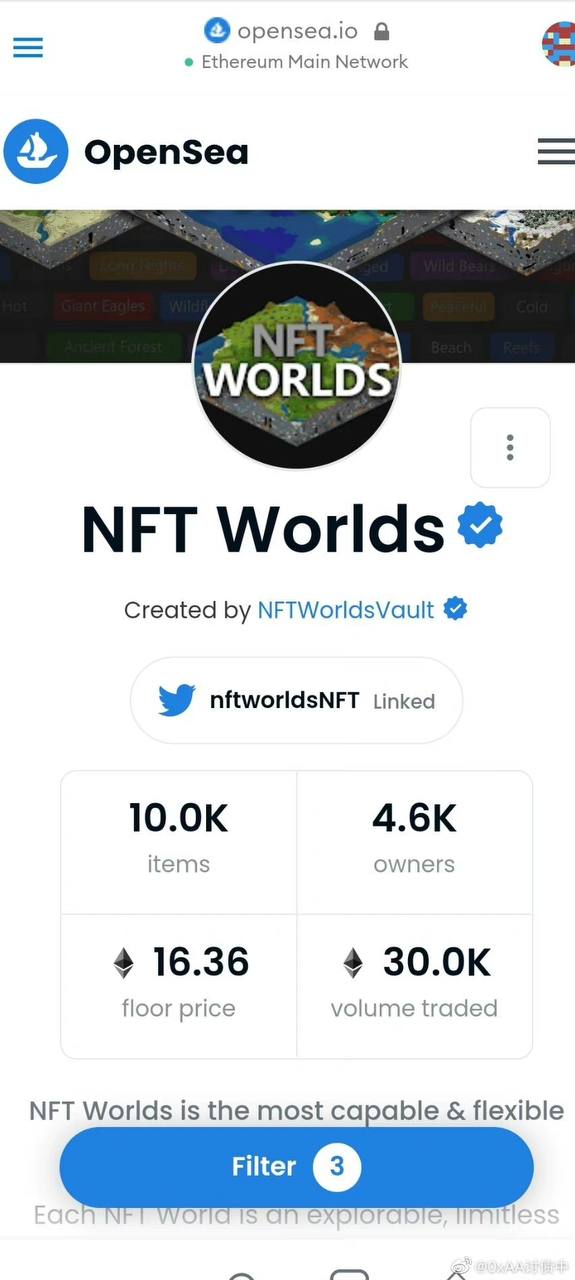 opensea.io
Ethereum Main Network
OpenSea
Long Nights
Wild Bears
Hot
Giant Eagles
Peaceful
Cold
Ancient Forest
Beach
Reefs
NFT
WORLDS
NFT Worlds
Created by NFTWorldsVault
nftworldsNFT Linked
10.0K
items
4.6K
owners
16.36
floor price
30.0K
volume traded
NFT Worlds is the most capable & flexible
Filter 3
Each NFT World is an explorable, limitless